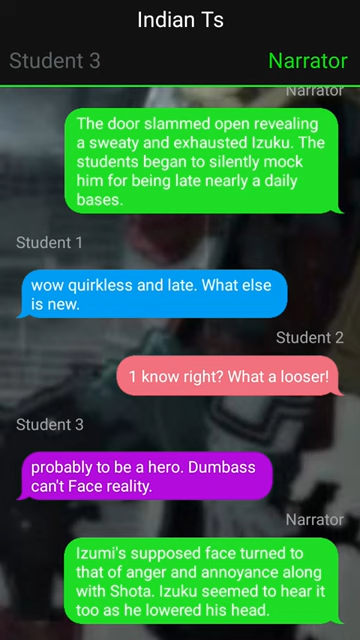 Indian Ts
Student 3
Narrator
Narrator
The door slammed open revealing
a sweaty and exhausted Izuku. The
students began to silently mock
him for being late nearly a daily
bases.
Student 1
wow quirkless and late. What else
is new.
Student 2
1 know right? What a looser!
Student 3
probably to be a hero. Dumbass
can't Face reality.
Narrator
Izumi's supposed face turned to
that of anger and annoyance along
with Shota. Izuku seemed to hear it
too as he lowered his head.